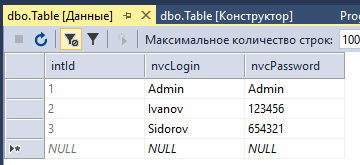 dbo.Table [Данные] dbo.Table [Конструктор] Pro
Максимальное количество строк: 100
intId nvcLogin nvcPassword
1 Admin Admin
2 Ivanov 123456
3 Sidorov 654321
NULL NULL NULL